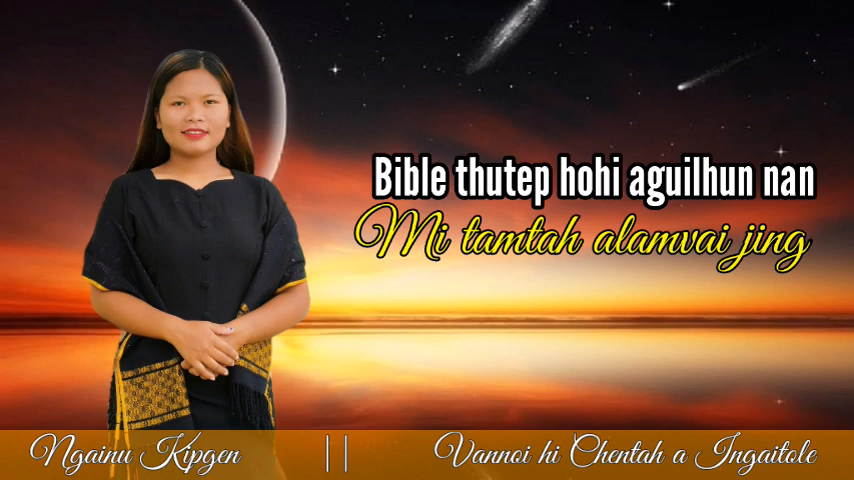 Bible thutep hohi aguilhun nan
Mi tamtah alamvai jing
Ngainu Kipgen || Vannoi hi Chentah a Ingaitole